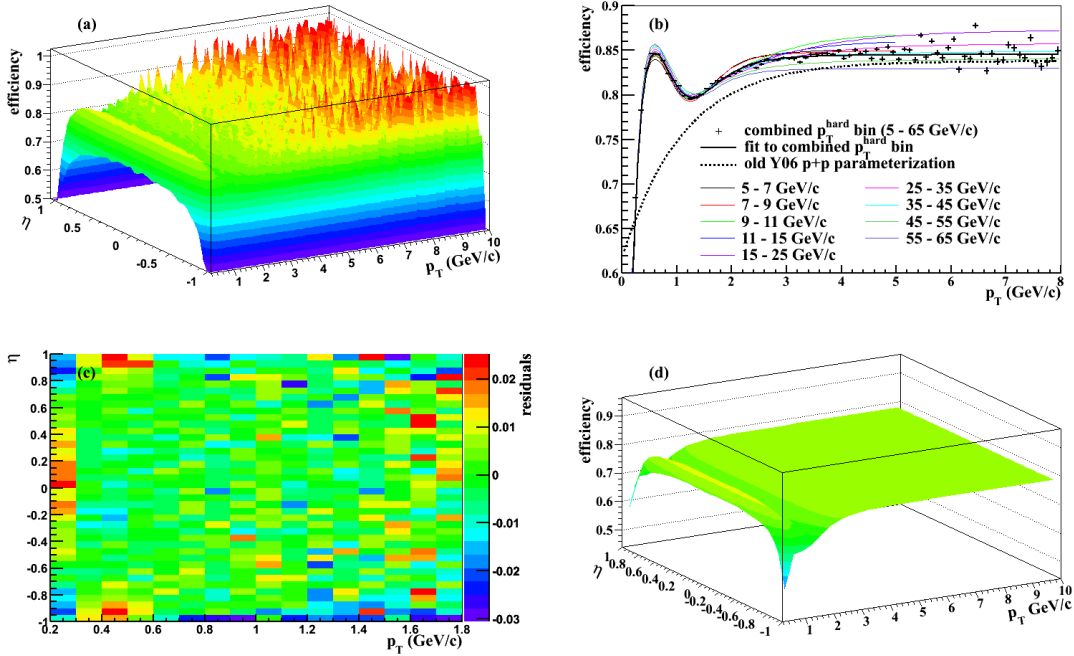 (a)
efficiency
1
0.9
0.8
0.7
0.6
0.5
1
0.5
0
-0.5
-1
η
1 2 3 4 5 6 7 8 9 10
p_T (GeV/c)
(b)
efficiency
0.9
0.85
0.8
0.75
0.7
0.65
0.6
+ combined p_T^hard bin (5 - 65 GeV/c)
fit to combined p_T^hard bin
old Y06 p+p parameterization
5 - 7 GeV/c
25 - 35 GeV/c
7 - 9 GeV/c
35 - 45 GeV/c
9 - 11 GeV/c
45 - 55 GeV/c
11 - 15 GeV/c
55 - 65 GeV/c
15 - 25 GeV/c
0 1 2 3 4 5 6 7 8
p_T (GeV/c)
(c)
η
1
0.8
0.6
0.4
0.2
0
-0.2
-0.4
-0.6
-0.8
-1
0.2 0.4 0.6 0.8 1 1.2 1.4 1.6 1.8
p_T (GeV/c)
residuals
0.02
0.01
0
-0.01
-0.02
-0.03
(d)
efficiency
0.9
0.8
0.7
0.6
0.5
1
0.8
0.6
0.4
0.2
0
-0.2
-0.4
-0.6
-0.8
-1
η
1 2 3 4 5 6 7 8 9 10
p_T GeV/c